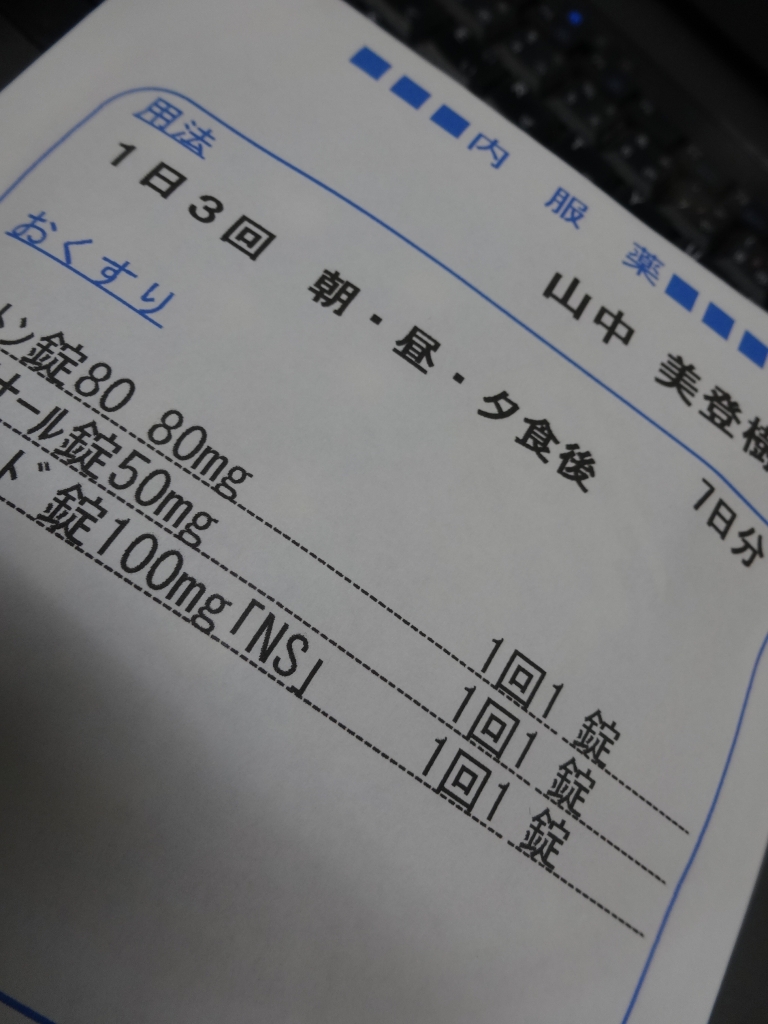 内服薬
用法
山中 美登樹
1日3回 朝・昼・夕食後
7日分
おくすり
ン錠80 80mg 1回1 錠
オール錠50mg 1回1 錠
ド 錠100mg「NS」 1回1 錠